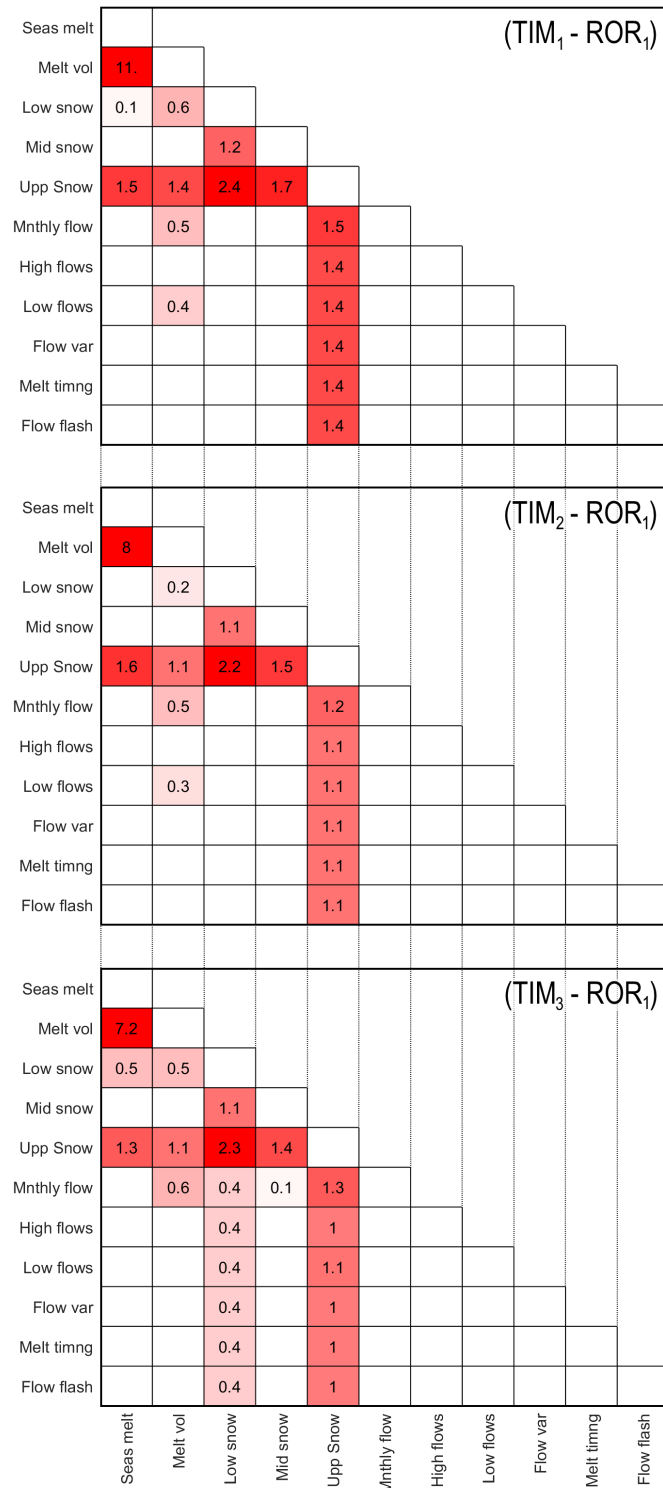 (TIM1 - ROR1)
Seas melt
Melt vol 11.
Low snow 0.1 0.6
Mid snow 1.2
Upp Snow 1.5 1.4 2.4 1.7
Mnthly flow 0.5 1.5
High flows 1.4
Low flows 0.4 1.4
Flow var 1.4
Melt timng 1.4
Flow flash 1.4
(TIM2 - ROR1)
Seas melt
Melt vol 8
Low snow 0.2
Mid snow 1.1
Upp Snow 1.6 1.1 2.2 1.5
Mnthly flow 0.5 1.2
High flows 1.1
Low flows 0.3 1.1
Flow var 1.1
Melt timng 1.1
Flow flash 1.1
(TIM3 - ROR1)
Seas melt
Melt vol 7.2
Low snow 0.5 0.5
Mid snow 1.1
Upp Snow 1.3 1.1 2.3 1.4
Mnthly flow 0.6 0.4 0.1 1.3
High flows 0.4 1
Low flows 0.4 1.1
Flow var 0.4 1
Melt timng 0.4 1
Flow flash 0.4 1
Seas melt
Melt vol
Low snow
Mid snow
Upp Snow
Mnthly flow
High flows
Low flows
Flow var
Melt timng
Flow flash